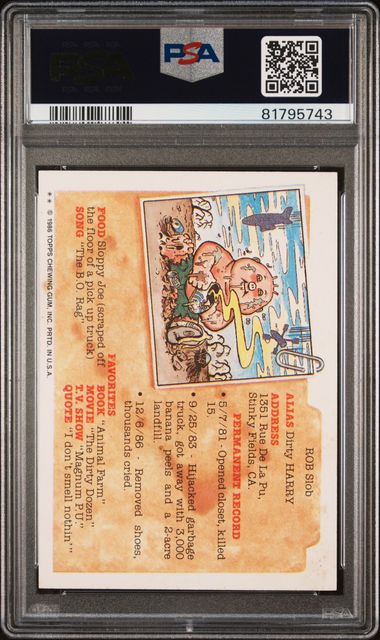 PSA
PSA
81795743
ROB Slob
ALIAS Dirty HARRY
ADDRESS
1351 Rue De La Pu,
Stinky Fields, CA.
PERMANENT RECORD
• 5/7/81 - Opened closet, killed
15.
• 9/25/83 - Hijacked garbage
truck, got away with 3,000
banana peels and a 2-acre
landfill.
• 12/6/86 - Removed shoes,
thousands cried.
FAVORITES
FOOD Sloppy Joe (scraped off
the floor of a pick up truck)
SONG "The B.O. Rag"
BOOK "Animal Farm"
MOVIE "The Dirty Dozen"
T.V. SHOW "Magnum P.U."
QUOTE "I don't smell nothin'"
** © 1986 TOPPS CHEWING GUM, INC. PRTD. IN U.S.A.